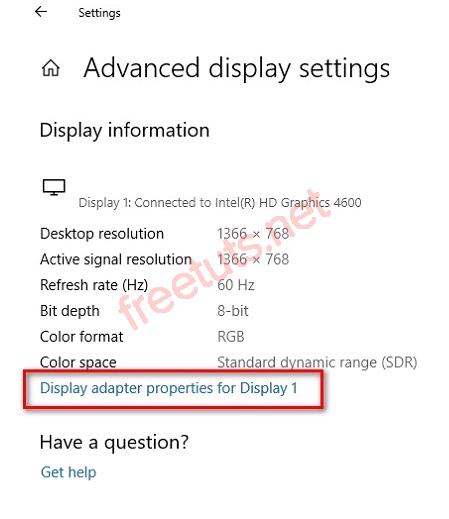 Settings
Advanced display settings
Display information
Display 1: Connected to Intel(R) HD Graphics 4600
Desktop resolution 1366 × 768
Active signal resolution 1366 × 768
Refresh rate (Hz) 60 Hz
Bit depth 8-bit
Color format RGB
Color space Standard dynamic range (SDR)
Display adapter properties for Display 1
Have a question?
Get help
freetuts.net